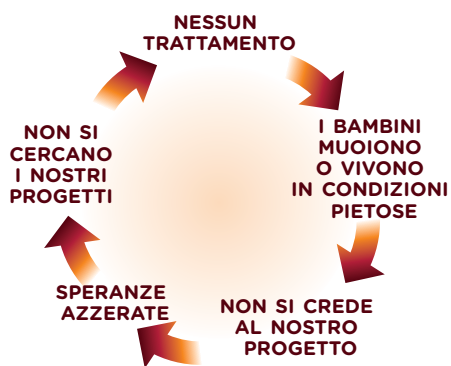 NESSUN
TRATTAMENTO
I BAMBINI
MUOIONO
O VIVONO
IN CONDIZIONI
PIETOSE
NON SI CREDE
AL NOSTRO
PROGETTO
SPERANZE
AZZERATE
NON SI
CERCANO
I NOSTRI
PROGETTI